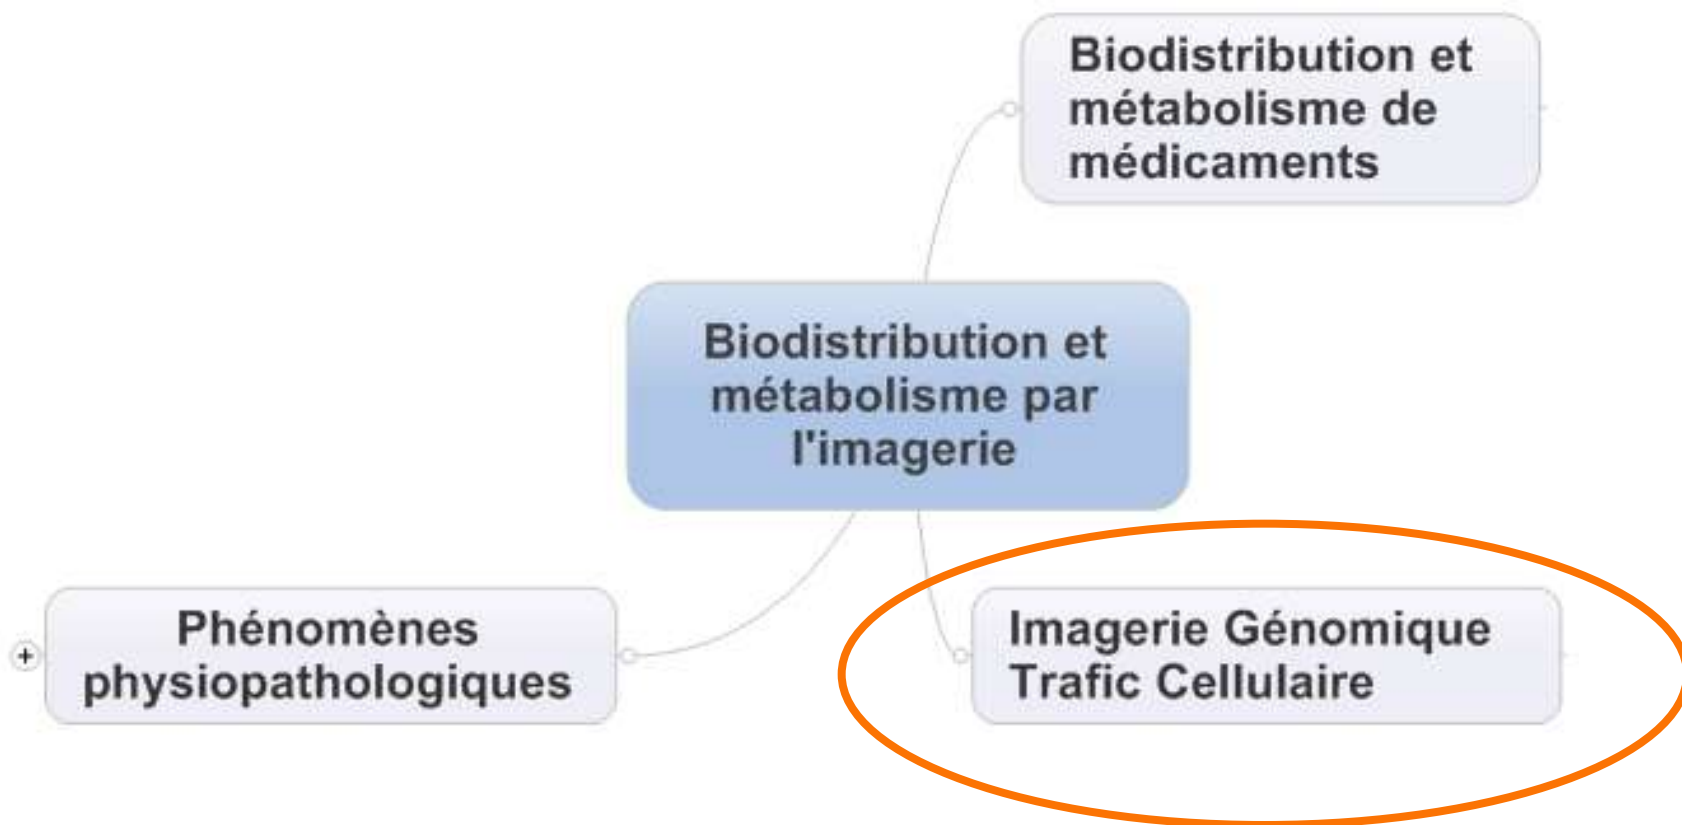 Biodistribution et
métabolisme de
médicaments
Biodistribution et
métabolisme par
l'imagerie
Phénomènes
physiopathologiques
Imagerie Génomique
Trafic Cellulaire